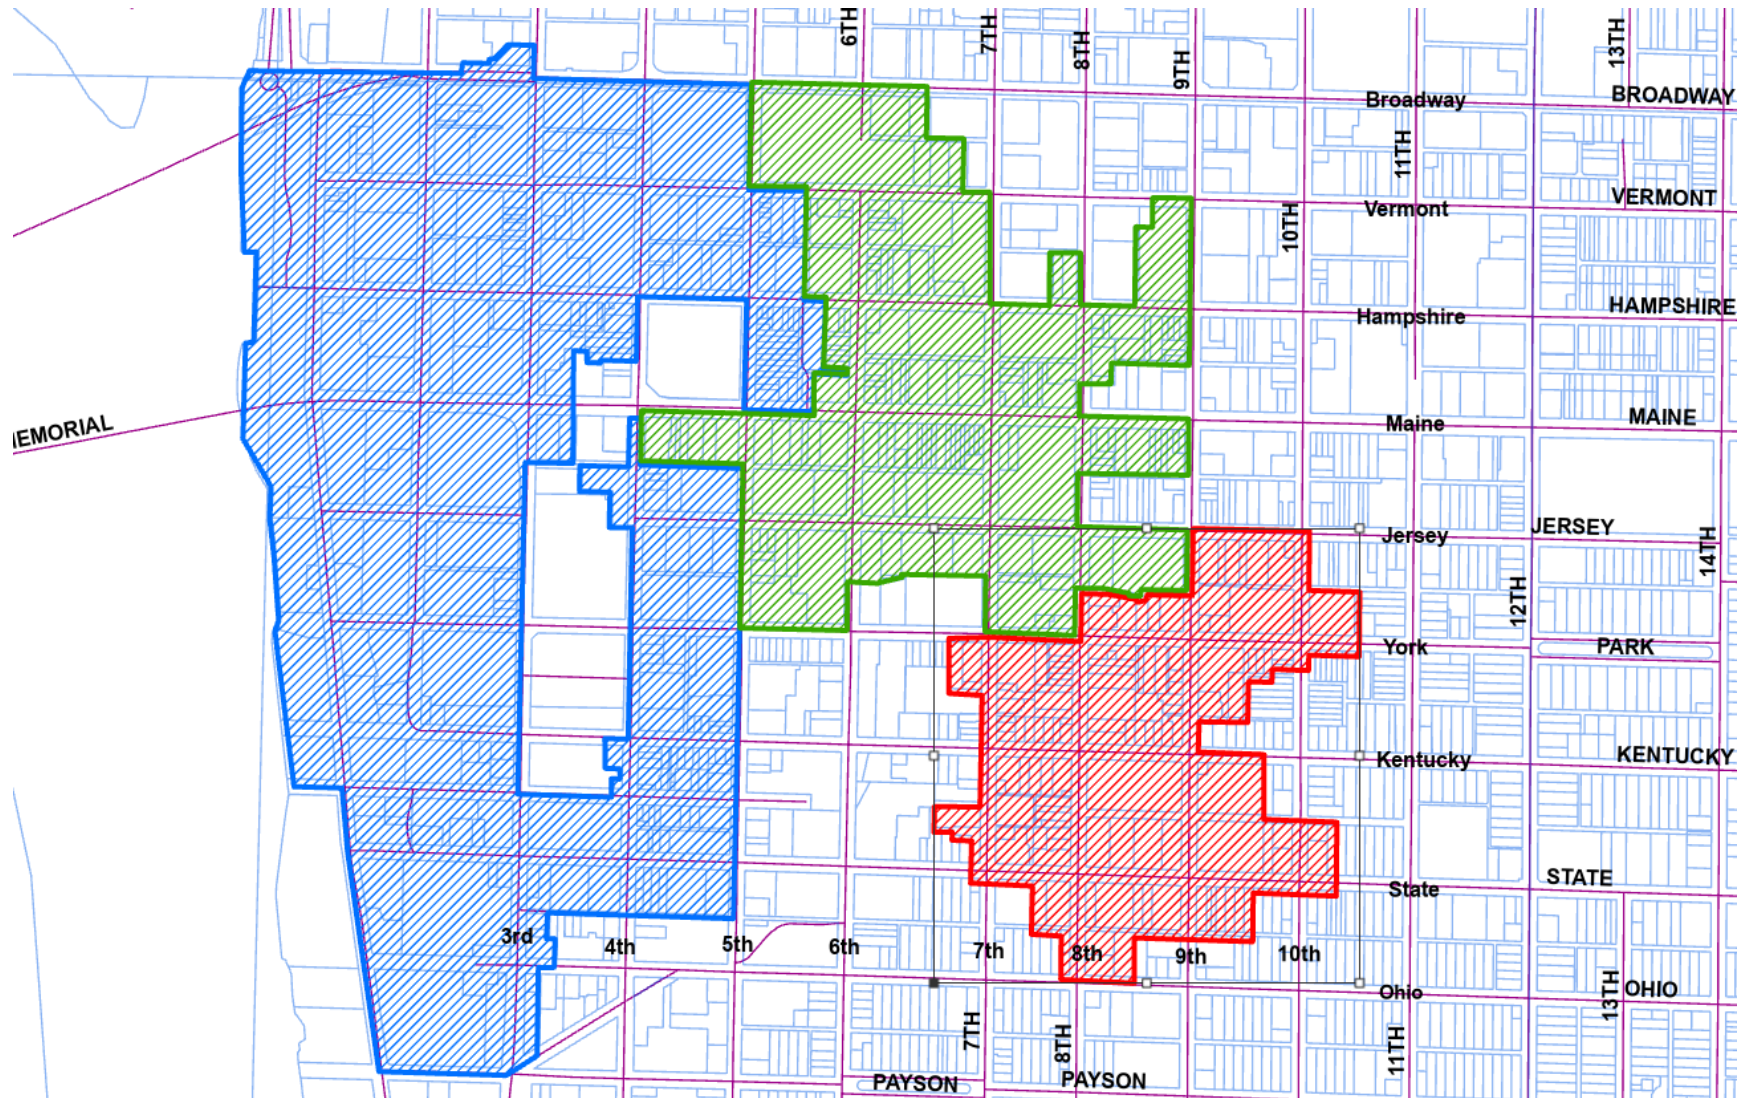 6TH
7TH
8TH
9TH
13TH
Broadway
BROADWAY
11TH
VERMONT
Vermont
10TH
HAMPSHIRE
Hampshire
MAINE
Maine
EMORIAL
JERSEY
Jersey
14TH
12TH
York
PARK
Kentucky
KENTUCKY
STATE
State
3rd
4th
5th
6th
7th
8th
9th
10th
Ohio
OHIO
13TH
7TH
8TH
11TH
PAYSON
PAYSON